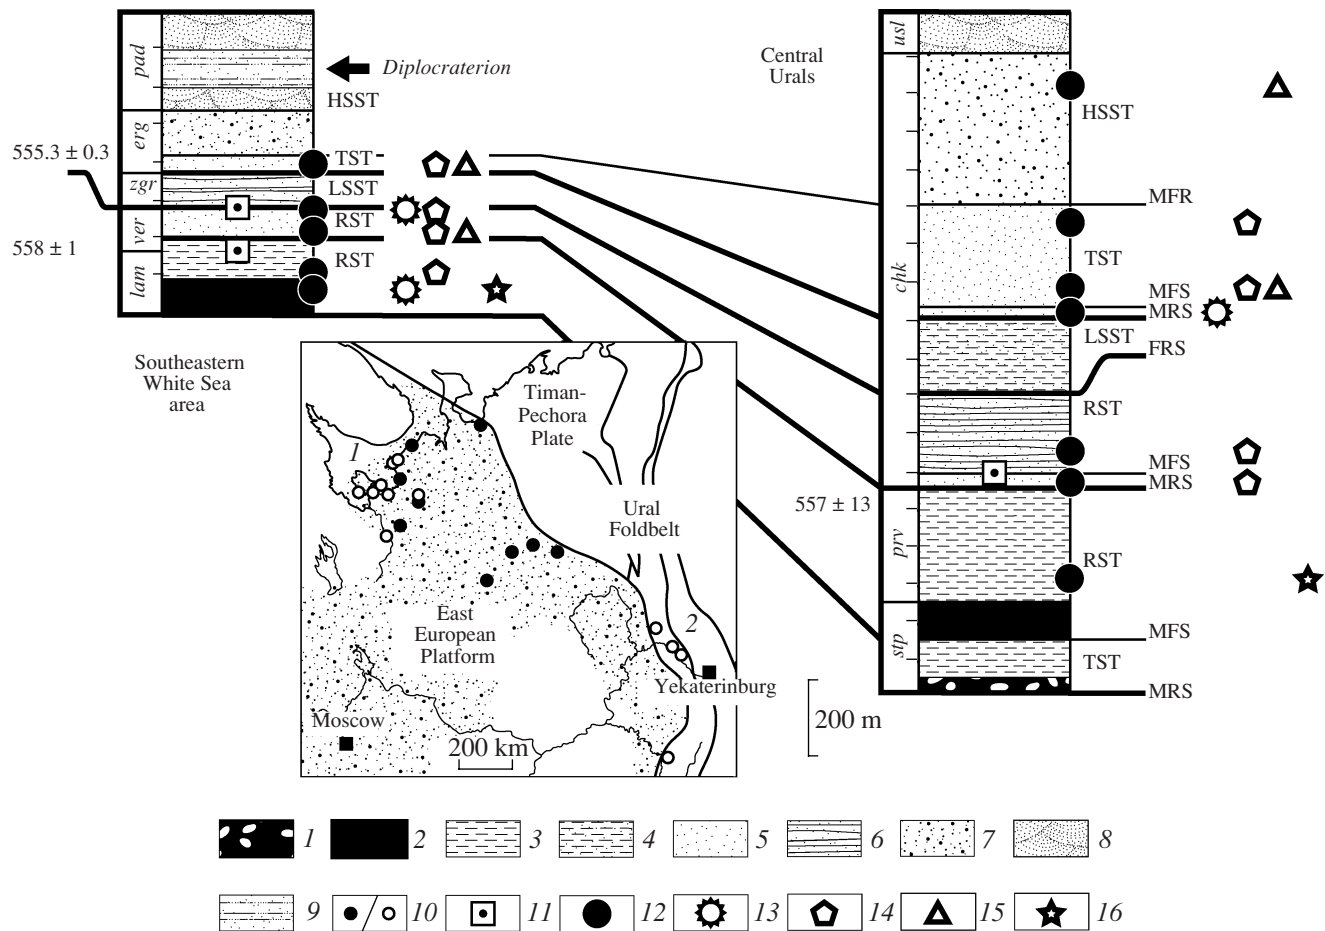 pad
erg
zgr
ver
lam
Diplocraterion
HSST
555.3 ± 0.3
TST
LSST
RST
558 ± 1
RST
Southeastern
White Sea
area
Central
Urals
usl
chk
prv
stp
HSST
MFR
TST
MFS
MRS
LSST
FRS
RST
MFS
MRS
557 ± 13
RST
MFS
TST
MRS
200 m
1
Timan-
Pechora
Plate
Ural
Foldbelt
East
European
Platform
2
Yekaterinburg
Moscow
200 km
1
2
3
4
5
6
7
8
9
10
11
12
13
14
15
16